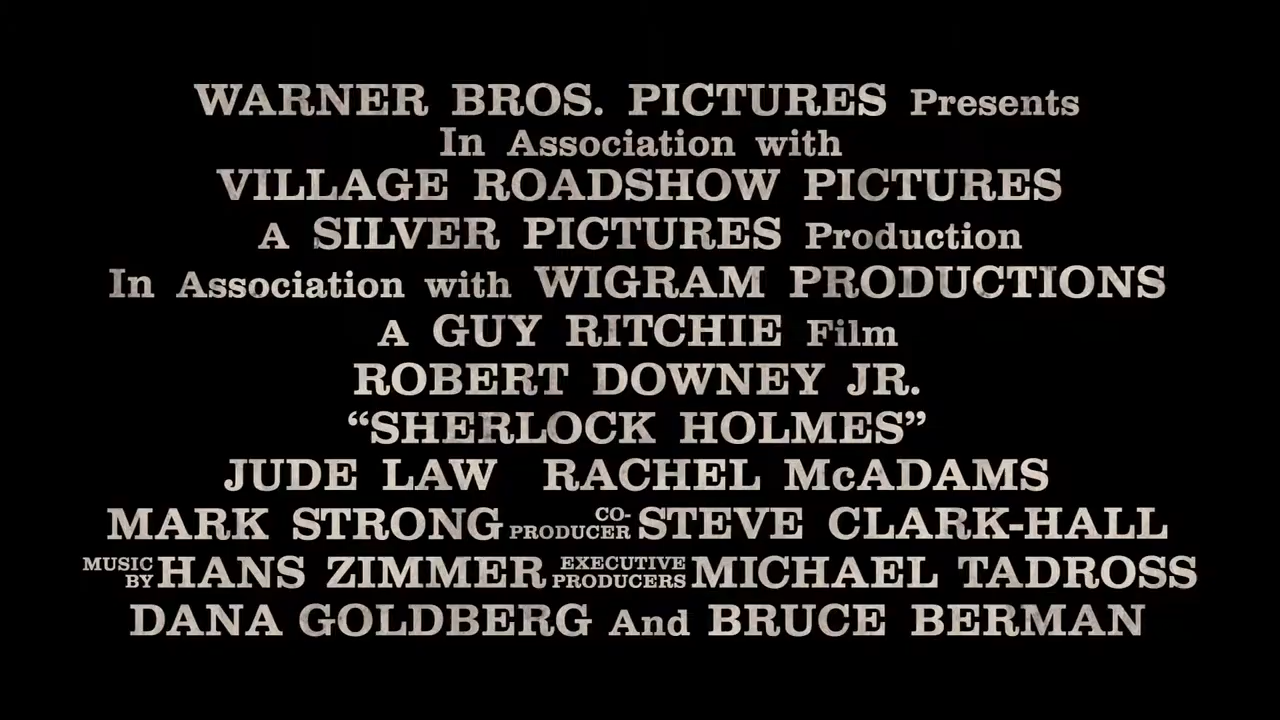 WARNER BROS. PICTURES Presents
In Association with
VILLAGE ROADSHOW PICTURES
A SILVER PICTURES Production
In Association with WIGRAM PRODUCTIONS
A GUY RITCHIE Film
ROBERT DOWNEY JR.
“SHERLOCK HOLMES”
JUDE LAW RACHEL McADAMS
MARK STRONG CO-PRODUCER STEVE CLARK-HALL
MUSIC BY HANS ZIMMER EXECUTIVE PRODUCERS MICHAEL TADROSS
DANA GOLDBERG And BRUCE BERMAN